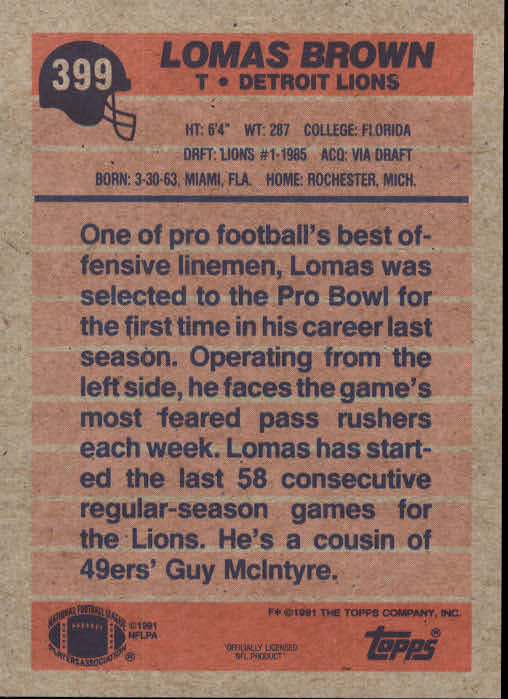 399
LOMAS BROWN
T • DETROIT LIONS
HT: 6'4" WT: 287 COLLEGE: FLORIDA
DRFT: LIONS #1-1985 ACQ: VIA DRAFT
BORN: 3-30-63, MIAMI, FLA. HOME: ROCHESTER, MICH.
One of pro football's best of-
fensive linemen, Lomas was
selected to the Pro Bowl for
the first time in his career last
season. Operating from the
left side, he faces the game's
most feared pass rushers
each week. Lomas has start-
ed the last 58 consecutive
regular-season games for
the Lions. He's a cousin of
49ers' Guy McIntyre.
F* ©1991 THE TOPPS COMPANY, INC.
NATIONAL FOOTBALL LEAGUE
PLAYERS ASSOCIATION ®
©1991
NFLPA
"OFFICIALLY LICENSED
NFL PRODUCT"
topps®